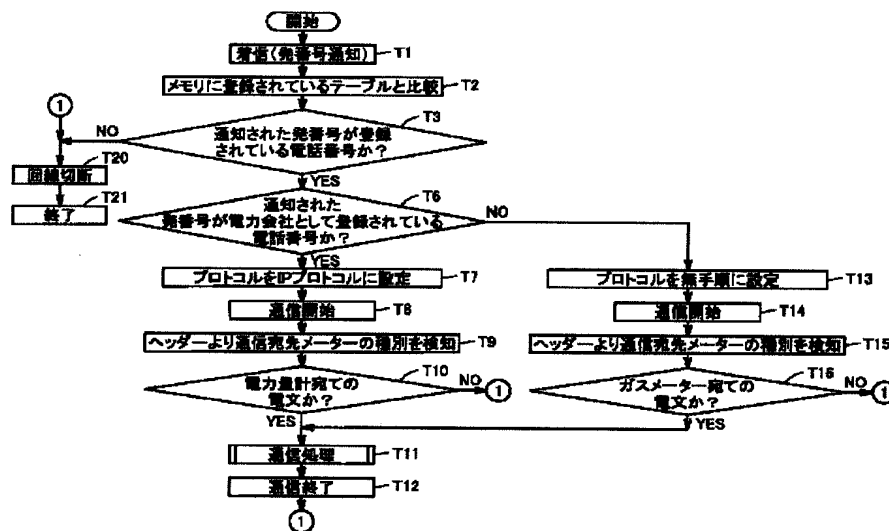 開始
着信(発番号通知)
T1
メモリに登録されているテーブルと比較
T2
1
T3
通知された発番号が登録
されている電話番号か?
NO
YES
T20
回線切断
T21
終了
T6
通知された
発番号が電力会社として登録されている
電話番号か?
NO
YES
プロトコルをIPプロトコルに設定
T7
プロトコルを無手順に設定
T13
通信開始
T8
通信開始
T14
ヘッダーより通信宛先メーターの種別を検知
T9
ヘッダーより通信宛先メーターの種別を検知
T15
T10
電力量計宛ての
電文か?
NO
1
YES
T16
ガスメーター宛ての
電文か?
NO
1
YES
通信処理
T11
通信終了
T12
1